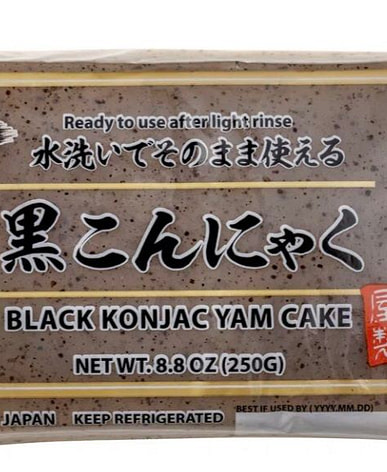 Ready to use after light rinse
水洗いでそのまま使える
黒こんにゃく
BLACK KONJAC YAM CAKE
NET WT. 8.8 OZ (250G)
JAPAN KEEP REFRIGERATED
BEST IF USED BY (YYYY.MM.DD)